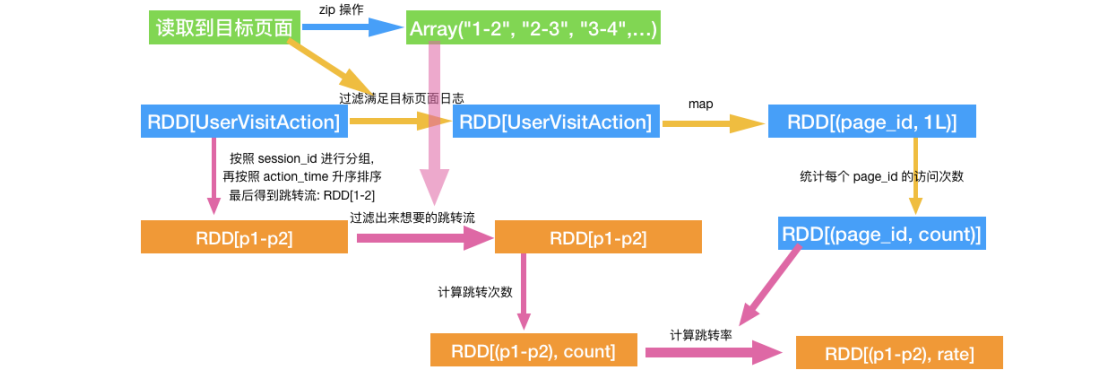 zip 操作
读取到目标页面
Array("1-2", "2-3", "3-4",...)
过滤满足目标页面日志
map
RDD[UserVisitAction]
RDD[UserVisitAction]
RDD[(page_id, 1L)]
按照 session_id 进行分组,
再按照 action_time 升序排序
最后得到跳转流: RDD[1-2]
统计每个 page_id 的访问次数
过滤出来想要的跳转流
RDD[p1-p2]
RDD[p1-p2]
RDD[(page_id, count)]
计算跳转次数
计算跳转率
RDD[(p1-p2), count]
RDD[(p1-p2), rate]